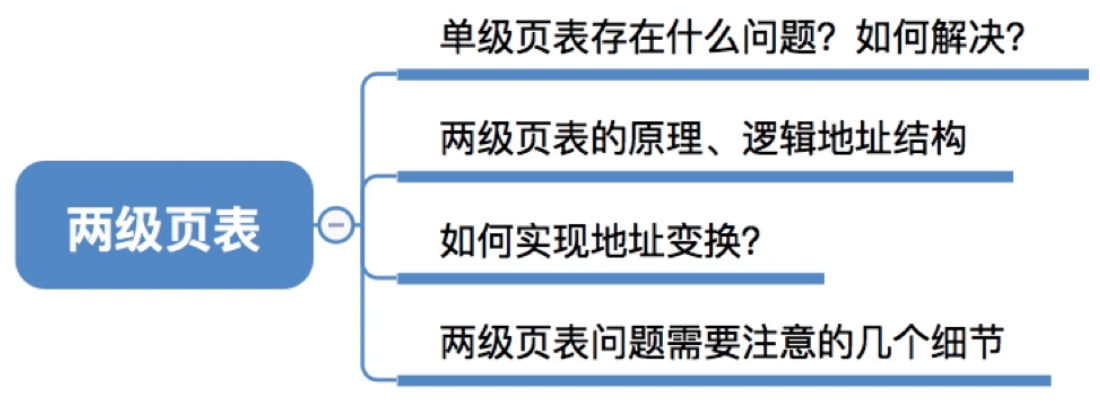 单级页表存在什么问题？如何解决？
两级页表的原理、逻辑地址结构
两级页表
如何实现地址变换？
两级页表问题需要注意的几个细节